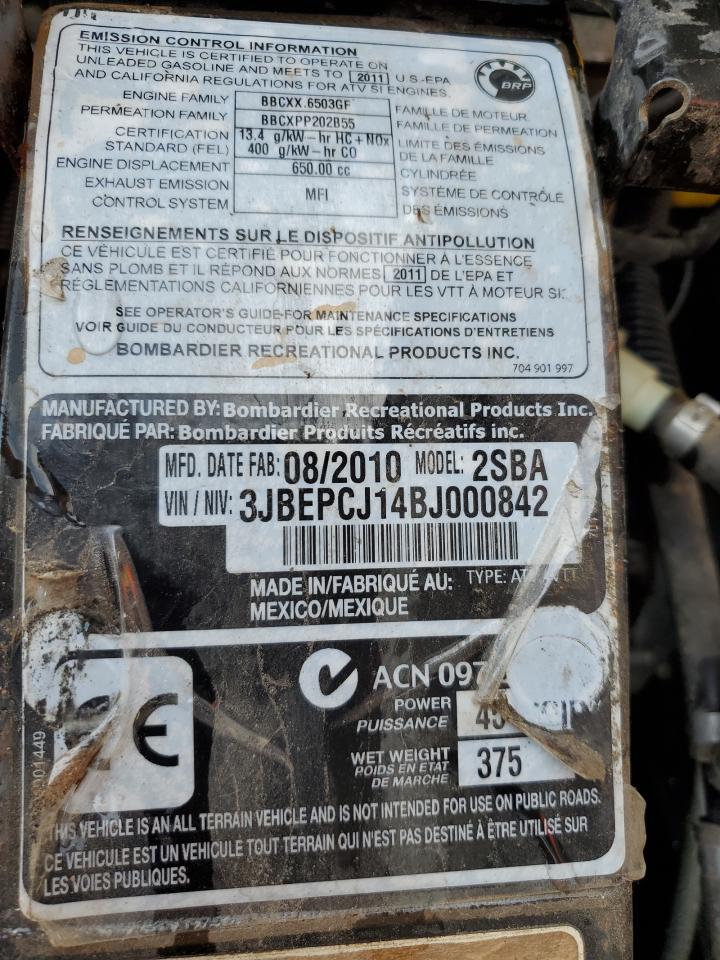 EMISSION CONTROL INFORMATION
THIS VEHICLE IS CERTIFIED TO OPERATE ON
UNLEADED GASOLINE AND MEETS TO 2011 U.S-EPA
AND CALIFORNIA REGULATIONS FOR ATV SI ENGINES.
BRP
ENGINE FAMILY BBCXX.6503GF FAMILLE DE MOTEUR
PERMEATION FAMILY BBCXPP202B55 FAMILLE DE PERMEATION
CERTIFICATION 13.4 g/kW-hr HC+NOx LIMITE DES ÉMISSIONS
STANDARD (FEL) 400 g/kW-hr CO DE LA FAMILLE
ENGINE DISPLACEMENT 650.00 cc CYLINDRÉE
EXHAUST EMISSION MFI SYSTÈME DE CONTRÔLE
CONTROL SYSTEM DES ÉMISSIONS
RENSEIGNEMENTS SUR LE DISPOSITIF ANTIPOLLUTION
CE VÉHICULE EST CERTIFIÉ POUR FONCTIONNER À L'ESSENCE
SANS PLOMB ET IL RÉPOND AUX NORMES 2011 DE L'EPA ET
RÉGLEMENTATIONS CALIFORNIENNES POUR LES VTT À MOTEUR SI.
SEE OPERATOR'S GUIDE FOR MAINTENANCE SPECIFICATIONS
VOIR GUIDE DU CONDUCTEUR POUR LES SPÉCIFICATIONS D'ENTRETIENS
BOMBARDIER RECREATIONAL PRODUCTS INC.
704 901 997
MANUFACTURED BY: Bombardier Recreational Products Inc.
FABRIQUÉ PAR: Bombardier Produits Récréatifs inc.
MFD. DATE FAB: 08/2010 MODEL: 2SBA
VIN / NIV: 3JBEPCJ14BJ000842
MADE IN/FABRIQUÉ AU: TYPE:
MEXICO/MEXIQUE
CE
ACN 097
POWER
PUISSANCE 45
WET WEIGHT
POIDS EN ÉTAT
DE MARCHE 375
THIS VEHICLE IS AN ALL TERRAIN VEHICLE AND IS NOT INTENDED FOR USE ON PUBLIC ROADS.
CE VÉHICULE EST UN VÉHICULE TOUT TERRAIN QUI N'EST PAS DESTINÉ À ÊTRE UTILISÉ SUR
LES VOIES PUBLIQUES.